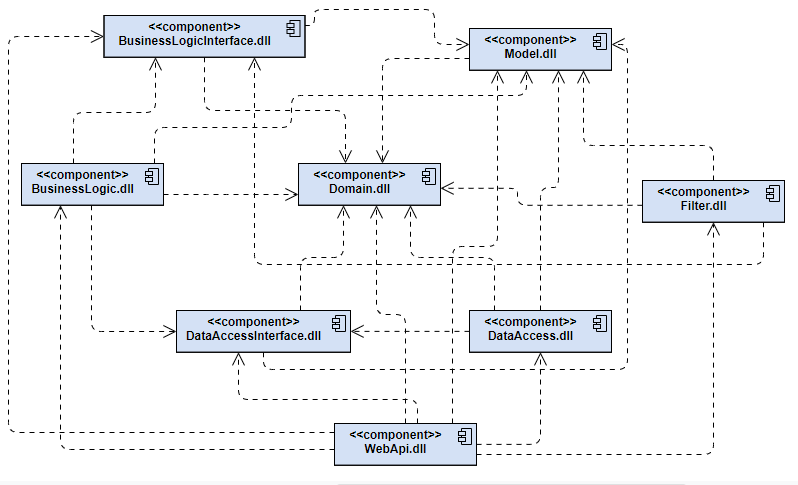 <<component>>
BusinessLogicInterface.dll
<<component>>
Model.dll
<<component>>
BusinessLogic.dll
<<component>>
Domain.dll
<<component>>
Filter.dll
<<component>>
DataAccessInterface.dll
<<component>>
DataAccess.dll
<<component>>
WebApi.dll